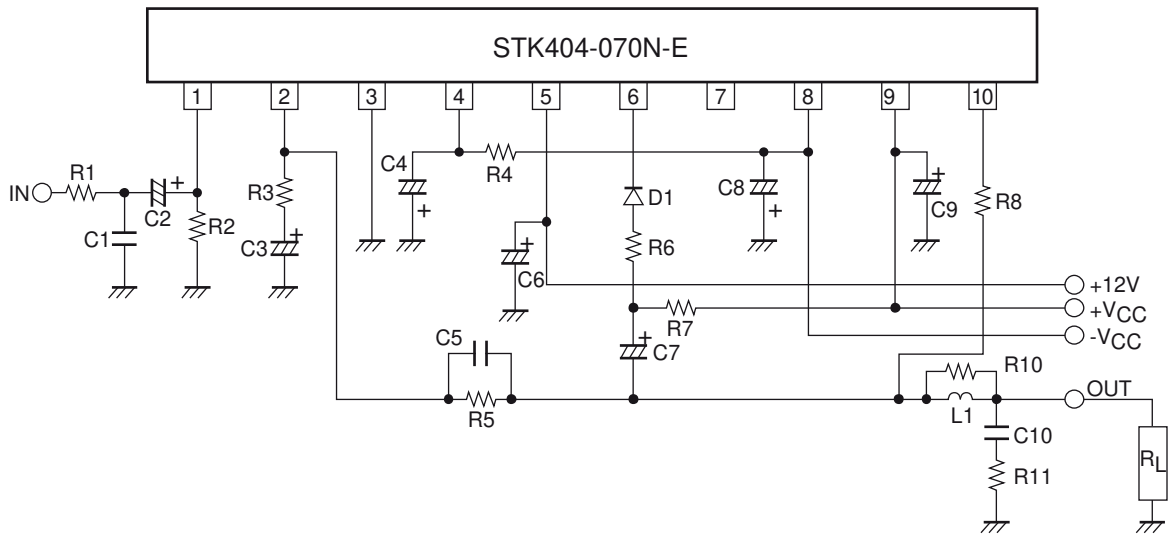 STK404-070N-E
1 2 3 4 5 6 7 8 9 10
IN R1 C1 C2 + R2
R3 C3 +
C4 + R4
C6 +
D1
R6
R7
C7 +
C8 +
C9 +
R8
+12V
+VCC
-VCC
C5
R5
R10
L1
OUT
C10
R11
RL